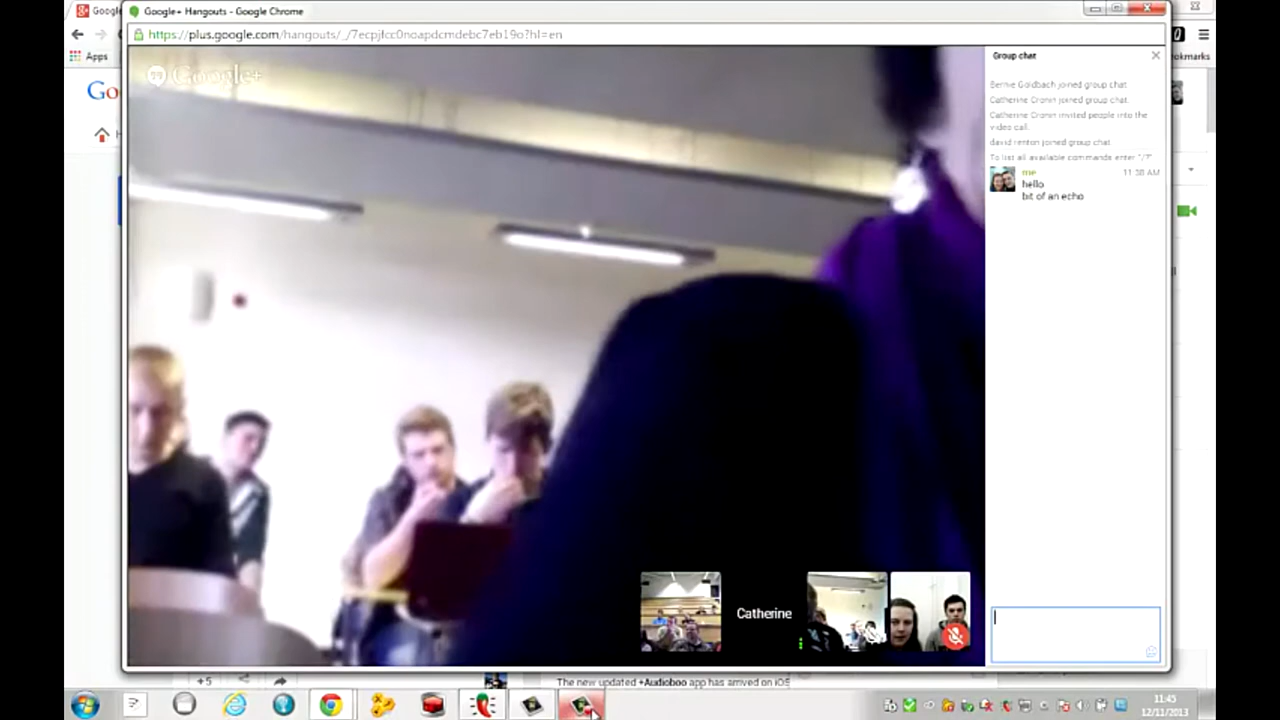 Google
Google+ Hangouts - Google Chrome
https://plus.google.com/hangouts/_/7ecpjfcc0noapdcmdebc7eb19o?hl=en
Apps
okmarks
Google+
Group chat
Bernie Goldbach joined group chat.
Catherine Cronin joined group chat.
Catherine Cronin invited people into the
video call.
david renton joined group chat
To list all available commands enter "/?"
me
11:38 AM
hello
bit of an echo
Catherine
+5
The new updated +Audioboo app has arrived on iOS
11:45
12/11/2013